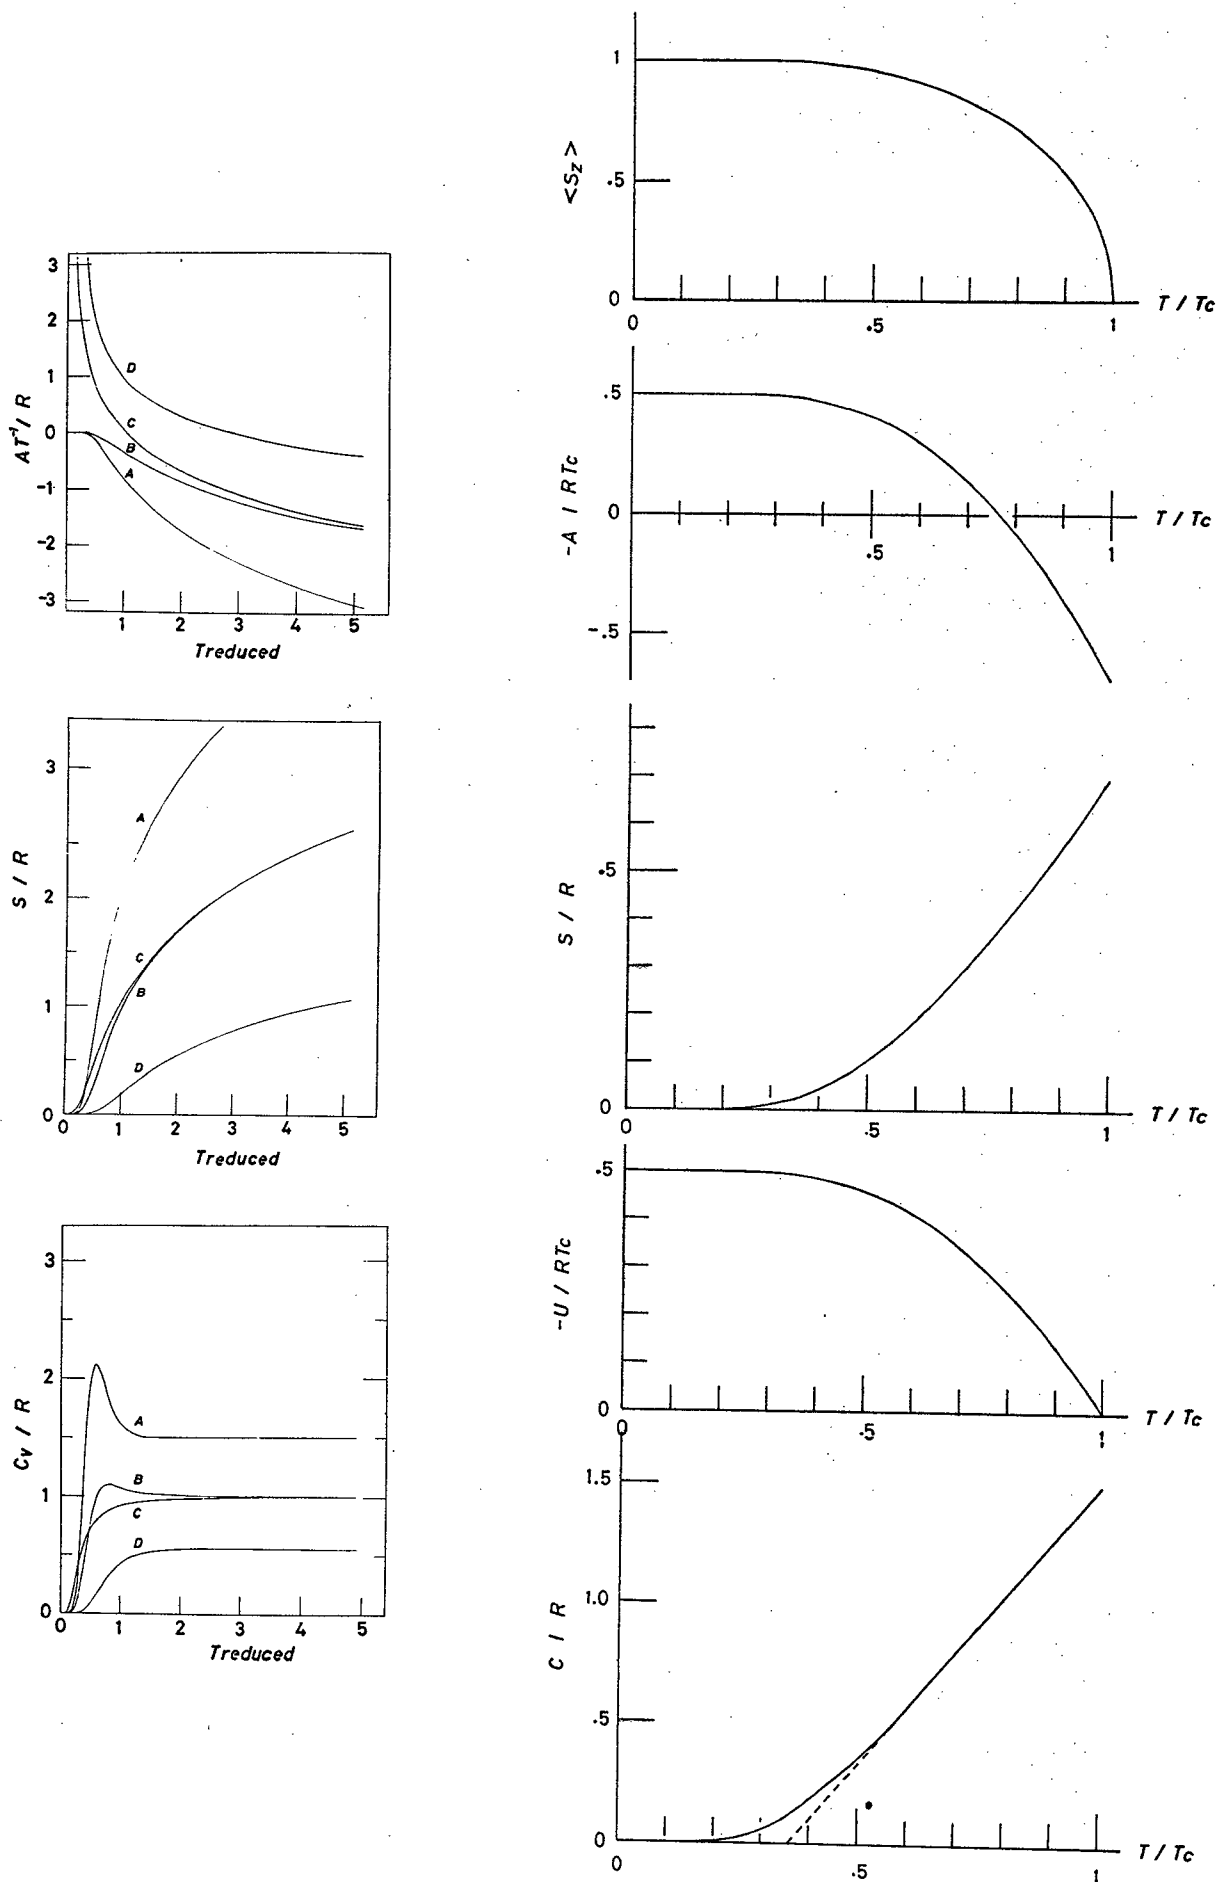 3
2
1
0
-1
-2
-3
AT⁻¹/ R
D
C
B
A
1 2 3 4 5
Treduced
3
2
1
0
S / R
A
C
B
D
0 1 2 3 4 5
Treduced
3
2
1
0
Cv / R
A
B
C
D
0 1 2 3 4 5
Treduced
1
.5
0
<Sz>
0 .5 1
T / Tc
.5
0
-.5
-A / RTc
.5 1
T / Tc
.5
0
S / R
0 .5 1
T / Tc
.5
0
-U / RTc
0 .5 1
T / Tc
1.5
1.0
.5
0
C / R
0 .5 1
T / Tc